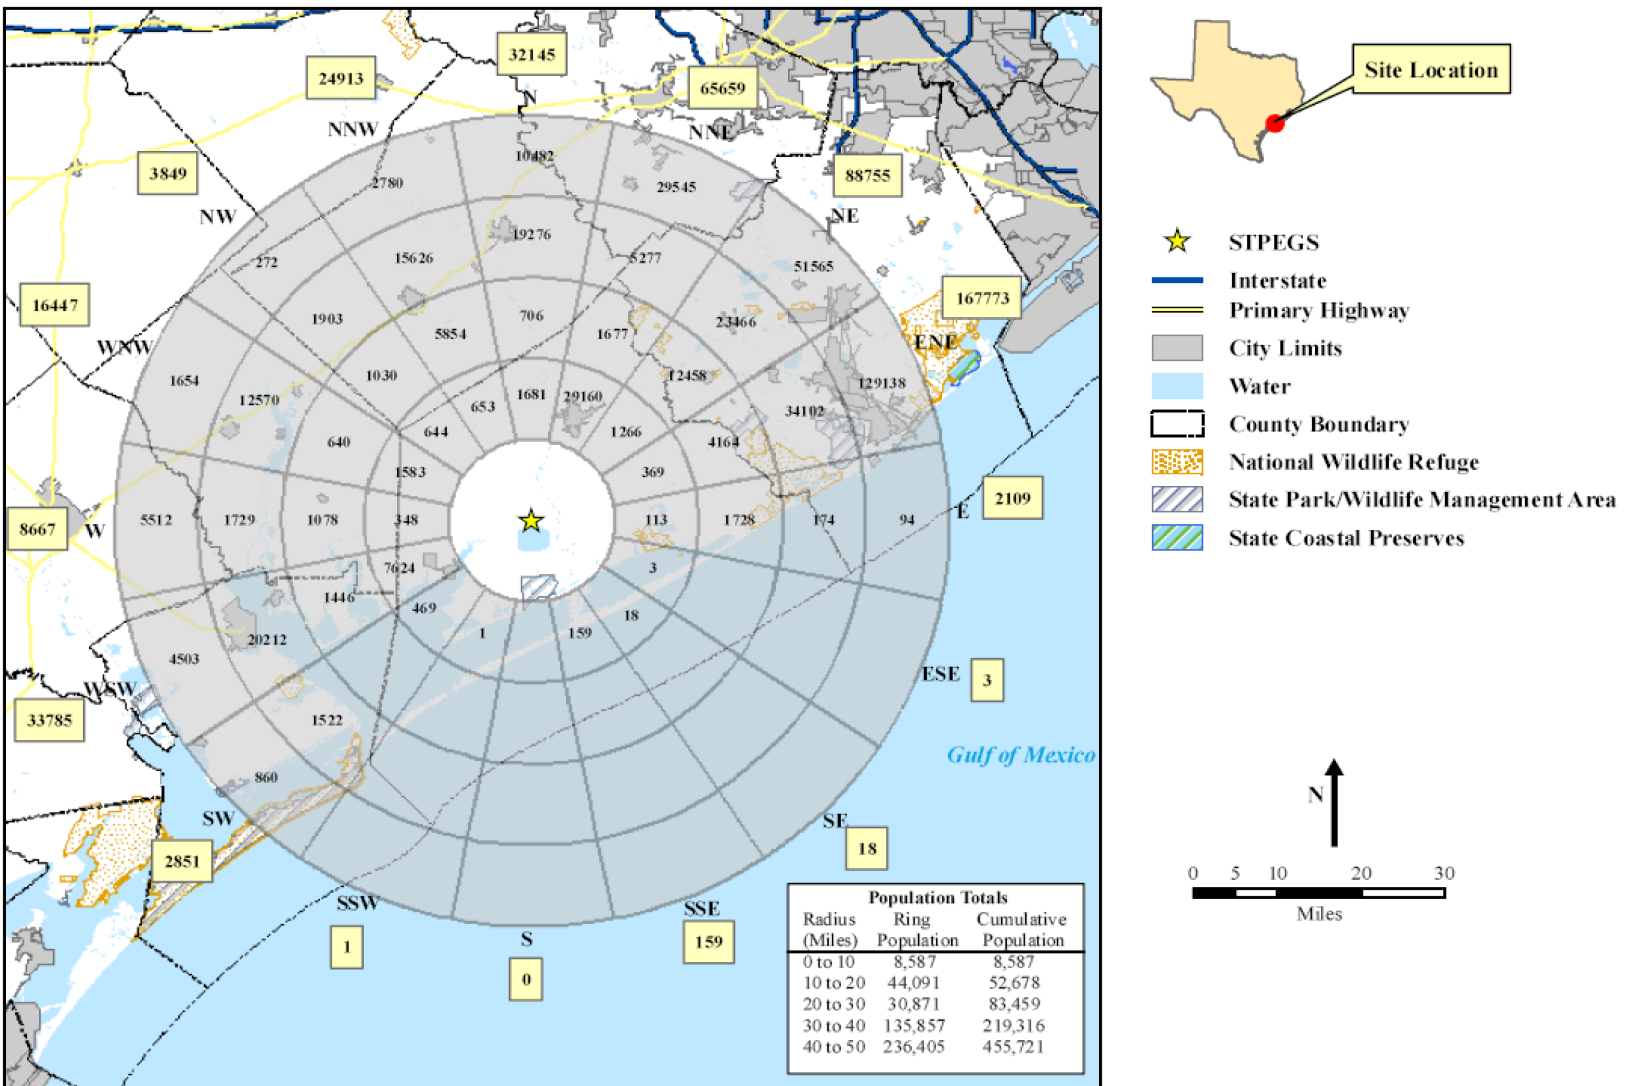 32145
24913
65659
Site Location
N
NNW
NNE
10482
3849
2780
29545
88755
NW
NE
19276
15626
5277
272
51565
16447
167773
706
1903
23466
5854
1677
WNW
ENE
1030
12458
1654
129138
1681
29160
12570
653
34102
644
1266
640
4164
1583
369
2109
8667
W
5512
1729
1078
348
113
1728
174
94
E
7624
3
1446
469
18
20212
1
159
4503
WSW
ESE
3
33785
1522
Gulf of Mexico
860
SW
SE
18
2851
SSW
SSE
1
159
S
0
Population Totals
Radius Ring Cumulative
(Miles) Population Population
0 to 10 8,587 8,587
10 to 20 44,091 52,678
20 to 30 30,871 83,459
30 to 40 135,857 219,316
40 to 50 236,405 455,721
STPEGS
Interstate
Primary Highway
City Limits
Water
County Boundary
National Wildlife Refuge
State Park/Wildlife Management Area
State Coastal Preserves
N
0 5 10 20 30
Miles